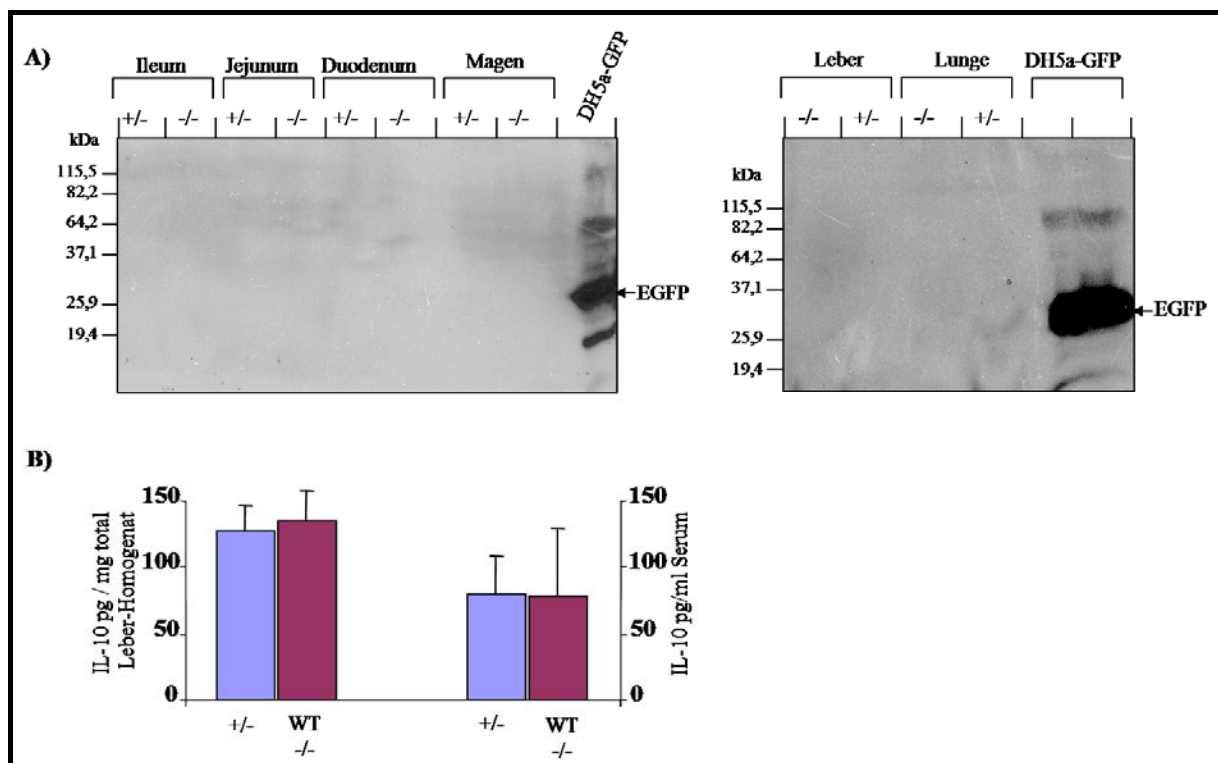 A)
Ileum Jejunum Duodenum Magen DH5a-GFP
+/- -/- +/- -/- +/- -/- +/- -/-
kDa
115,5
82,2
64,2
37,1
25,9
19,4
EGFP
Leber Lunge DH5a-GFP
-/- +/- -/- +/-
kDa
115,5
82,2
64,2
37,1
25,9
19,4
EGFP
B)
IL-10 pg / mg total
Leber-Homogenat
150
100
50
0
+/- WT
-/-
150
100
50
0
IL-10 pg/ml Serum
+/- WT
-/-